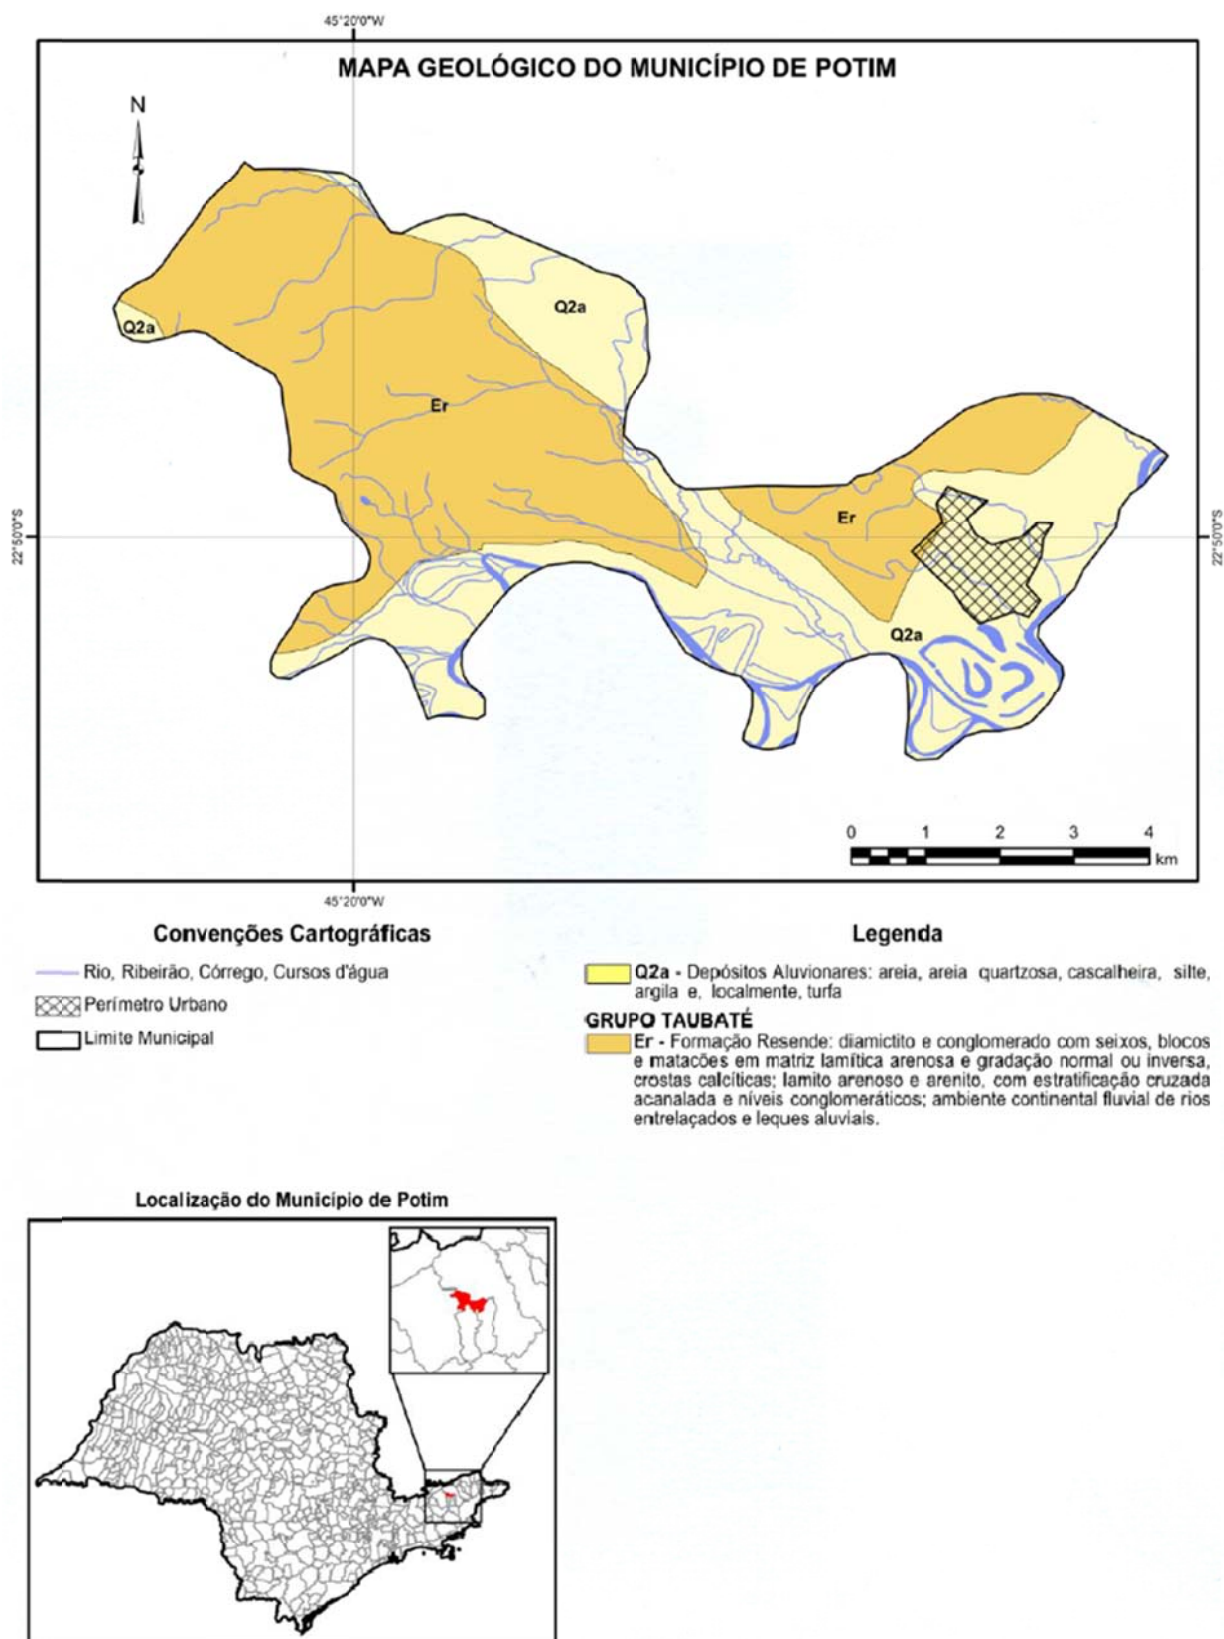 45°20'0"W
MAPA GEOLÓGICO DO MUNICÍPIO DE POTIM
N
Q2a
Q2a
Er
Er
22°50'0"S
22°50'0"S
Q2a
0 1 2 3 4
km
45°20'0"W
Convenções Cartográficas
Rio, Ribeirão, Córrego, Cursos d'água
Perímetro Urbano
Limite Municipal
Legenda
Q2a - Depósitos Aluvionares: areia, areia quartzosa, cascalheira, silte,
argila e, localmente, turfa
GRUPO TAUBATÉ
Er - Formação Resende: diamictito e conglomerado com seixos, blocos
e matacões em matriz lamítica arenosa e gradação normal ou inversa,
crostas calcíticas; lamito arenoso e arenito, com estratificação cruzada
acanalada e níveis conglomeráticos; ambiente continental fluvial de rios
entrelaçados e leques aluviais.
Localização do Município de Potim